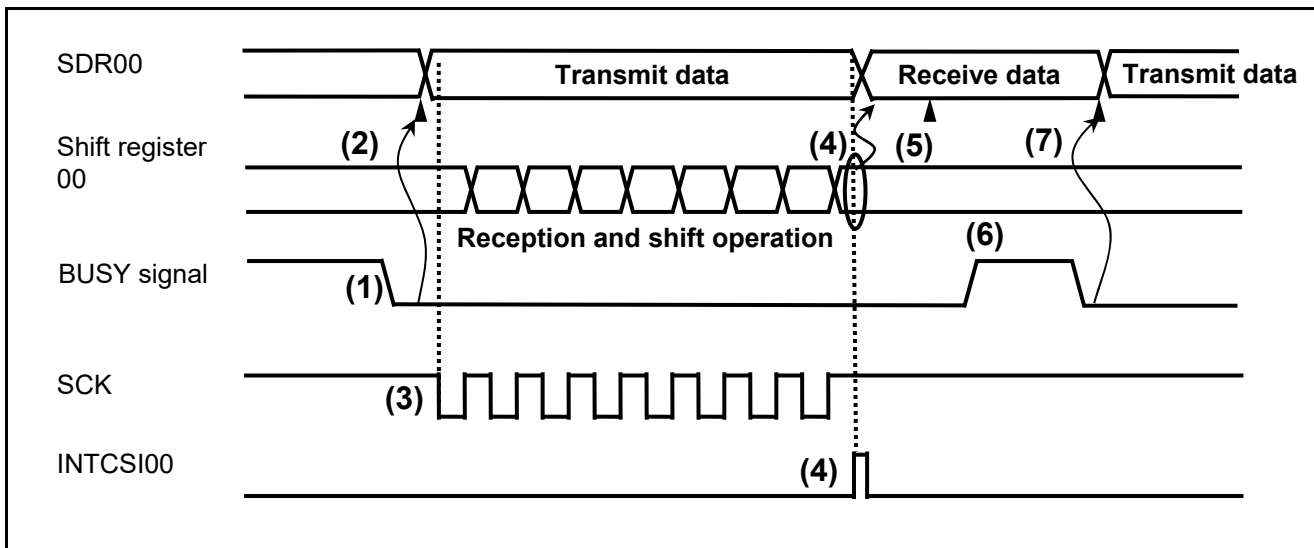 SDR00
Transmit data
Receive data
Transmit data
Shift register
00
(2)
(4)
(5)
(7)
Reception and shift operation
(6)
BUSY signal
(1)
SCK
(3)
INTCSI00
(4)